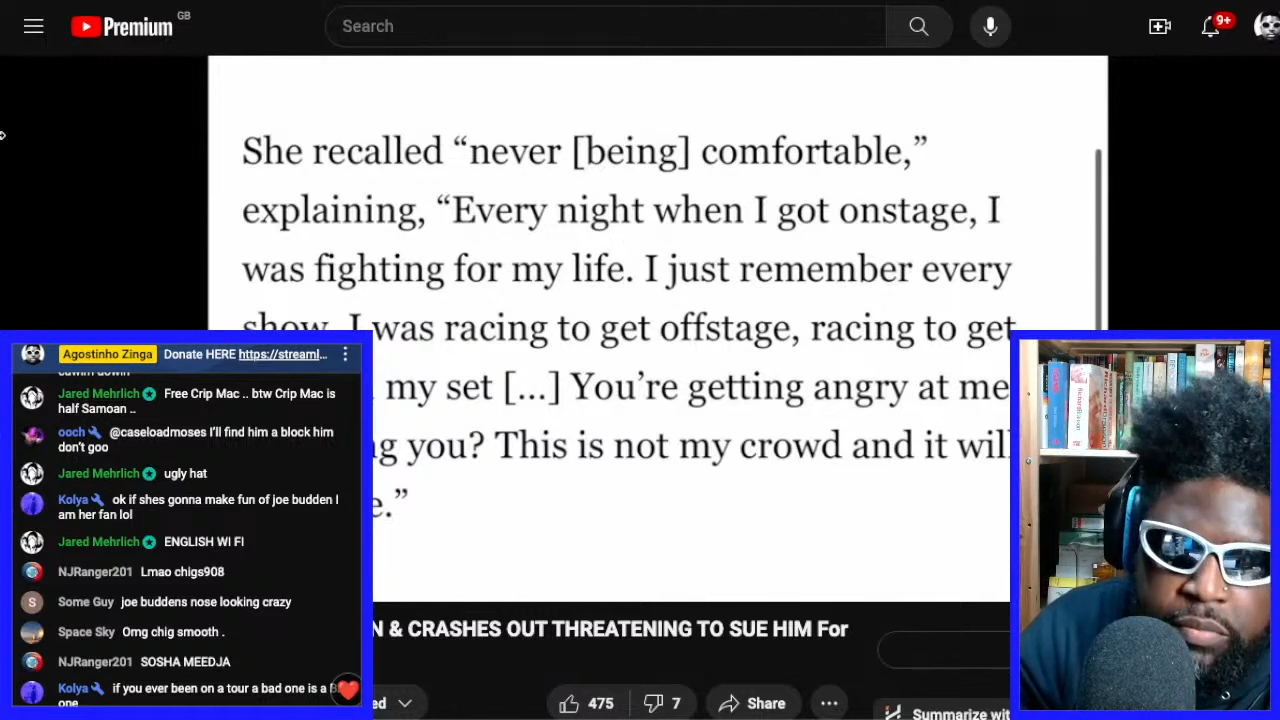 Premium GB
Search
9+
She recalled “never [being] comfortable,”
explaining, “Every night when I got onstage, I
was fighting for my life. I just remember every
show, I was racing to get offstage, racing to get
my set [...] You’re getting angry at me
you? This is not my crowd and it
Agostinho Zinga Donate HERE https://streaml...
Jared Mehrlich Free Crip Mac .. btw Crip Mac is
half Samoan ..
ooch @caseloadmoses I’ll find him a block him
don’t goo
Jared Mehrlich ugly hat
Kolya ok if shes gonna make fun of joe budden I
am her fan lol
Jared Mehrlich ENGLISH WI FI
NJRanger201 Lmao chigs908
S Some Guy joe buddens nose looking crazy
Space Sky Omg chig smooth .
NJRanger201 SOSHA MEEDJA
Kolya if you ever been on a tour a bad one is a
one
& CRASHES OUT THREATENING TO SUE HIM For
475
7
Share
Summarize